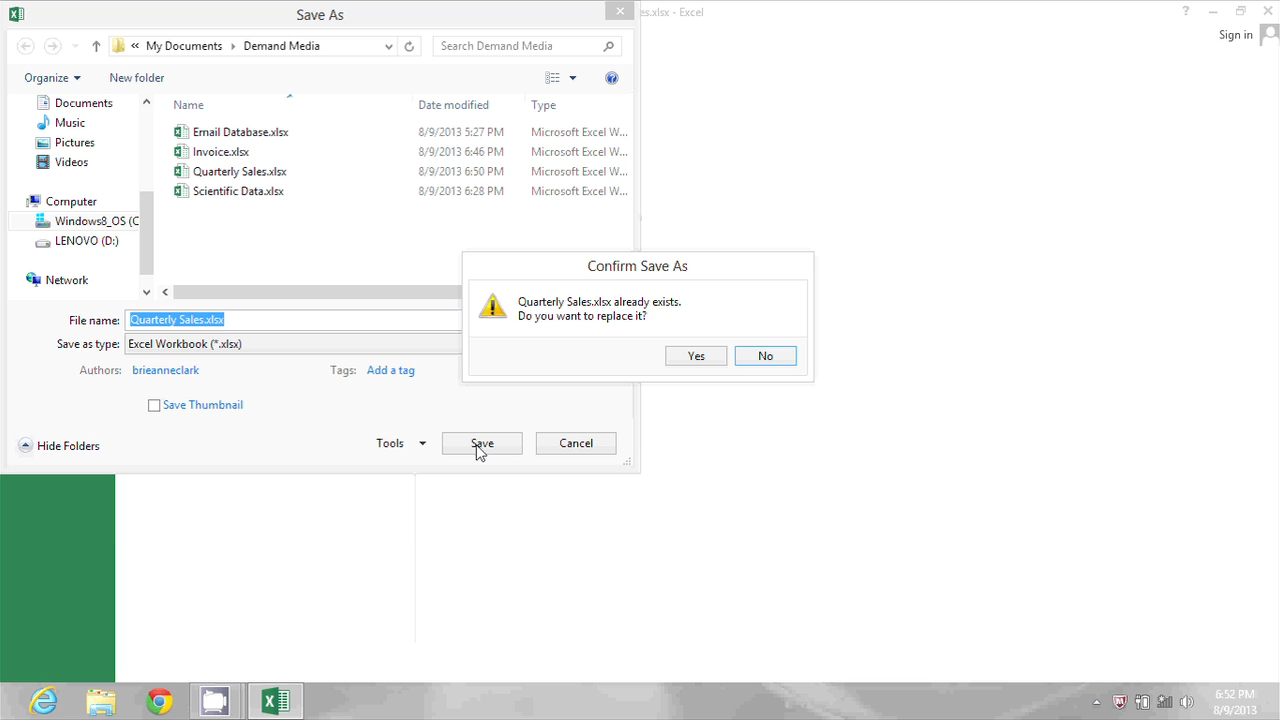 Save As
es.xlsx - Excel
Sign in
« My Documents Demand Media
Search Demand Media
Organize
New folder
Name Date modified Type
Documents
Music
Pictures
Videos
Computer
Windows8_OS (C
LENOVO (D:)
Network
Email Database.xlsx 8/9/2013 5:27 PM Microsoft Excel W...
Invoice.xlsx 8/9/2013 6:46 PM Microsoft Excel W...
Quarterly Sales.xlsx 8/9/2013 6:50 PM Microsoft Excel W...
Scientific Data.xlsx 8/9/2013 6:28 PM Microsoft Excel W...
Confirm Save As
Quarterly Sales.xlsx already exists.
Do you want to replace it?
Yes No
File name: Quarterly Sales.xlsx
Save as type: Excel Workbook (*.xlsx)
Authors: brieanneclark
Tags: Add a tag
Save Thumbnail
Hide Folders
Tools Save Cancel
6:52 PM
8/9/2013